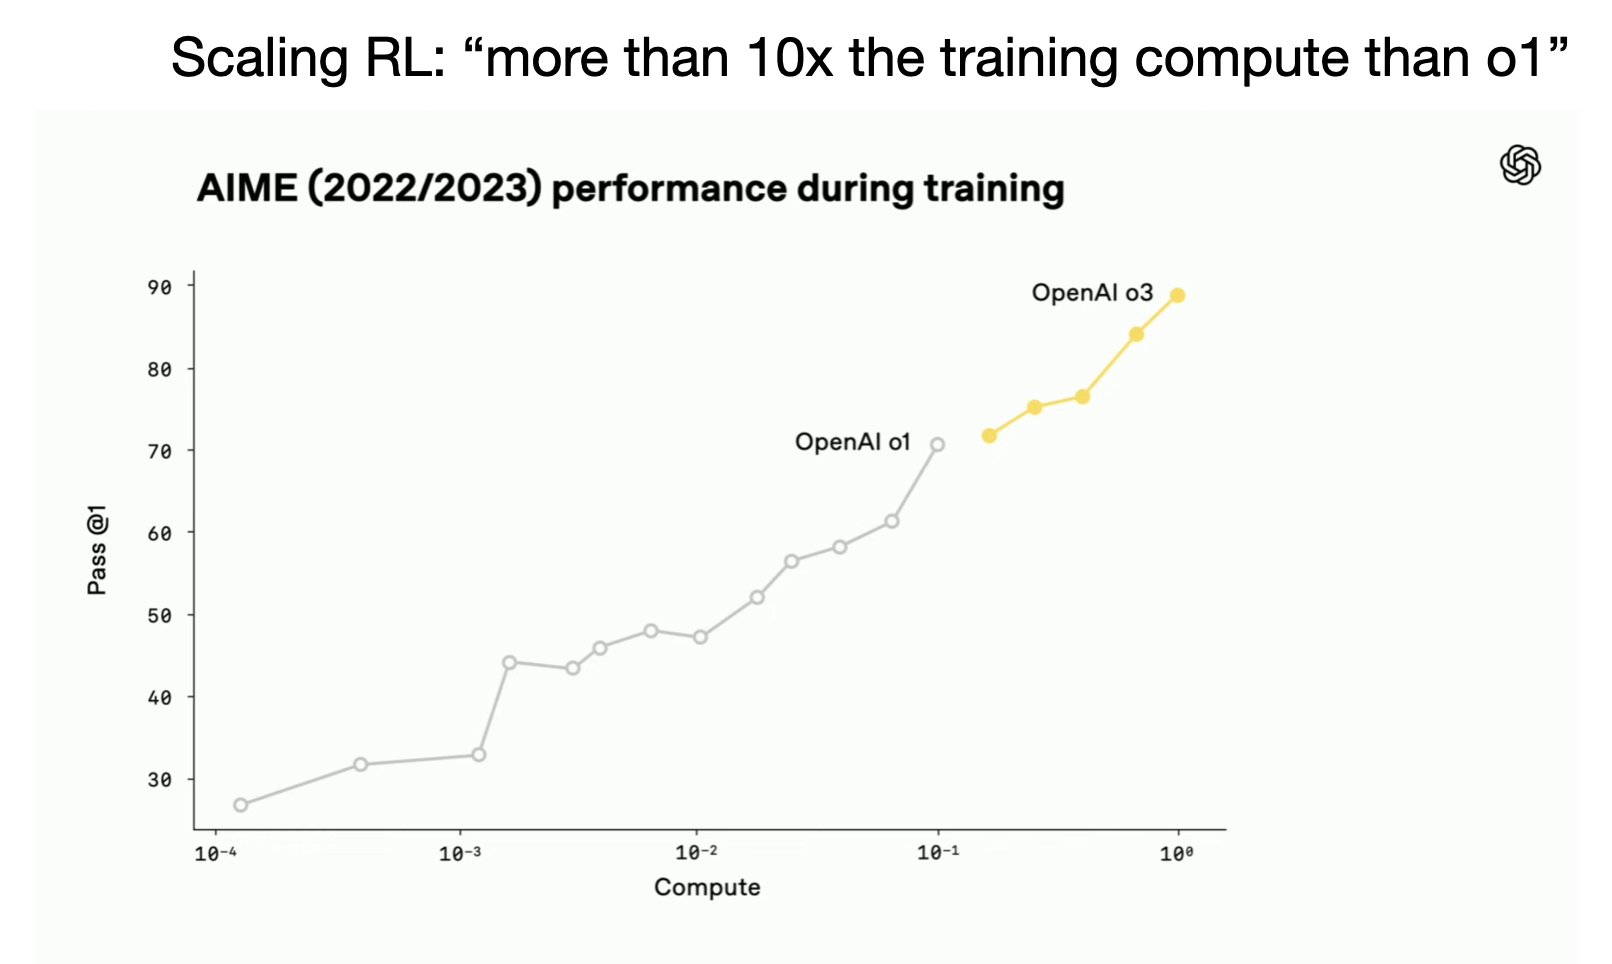 Scaling RL: “more than 10x the training compute than o1”
AIME (2022/2023) performance during training
90
80
70
60
50
40
30
Pass @1
OpenAI o3
OpenAI o1
10⁻⁴ 10⁻³ 10⁻² 10⁻¹ 10⁰
Compute